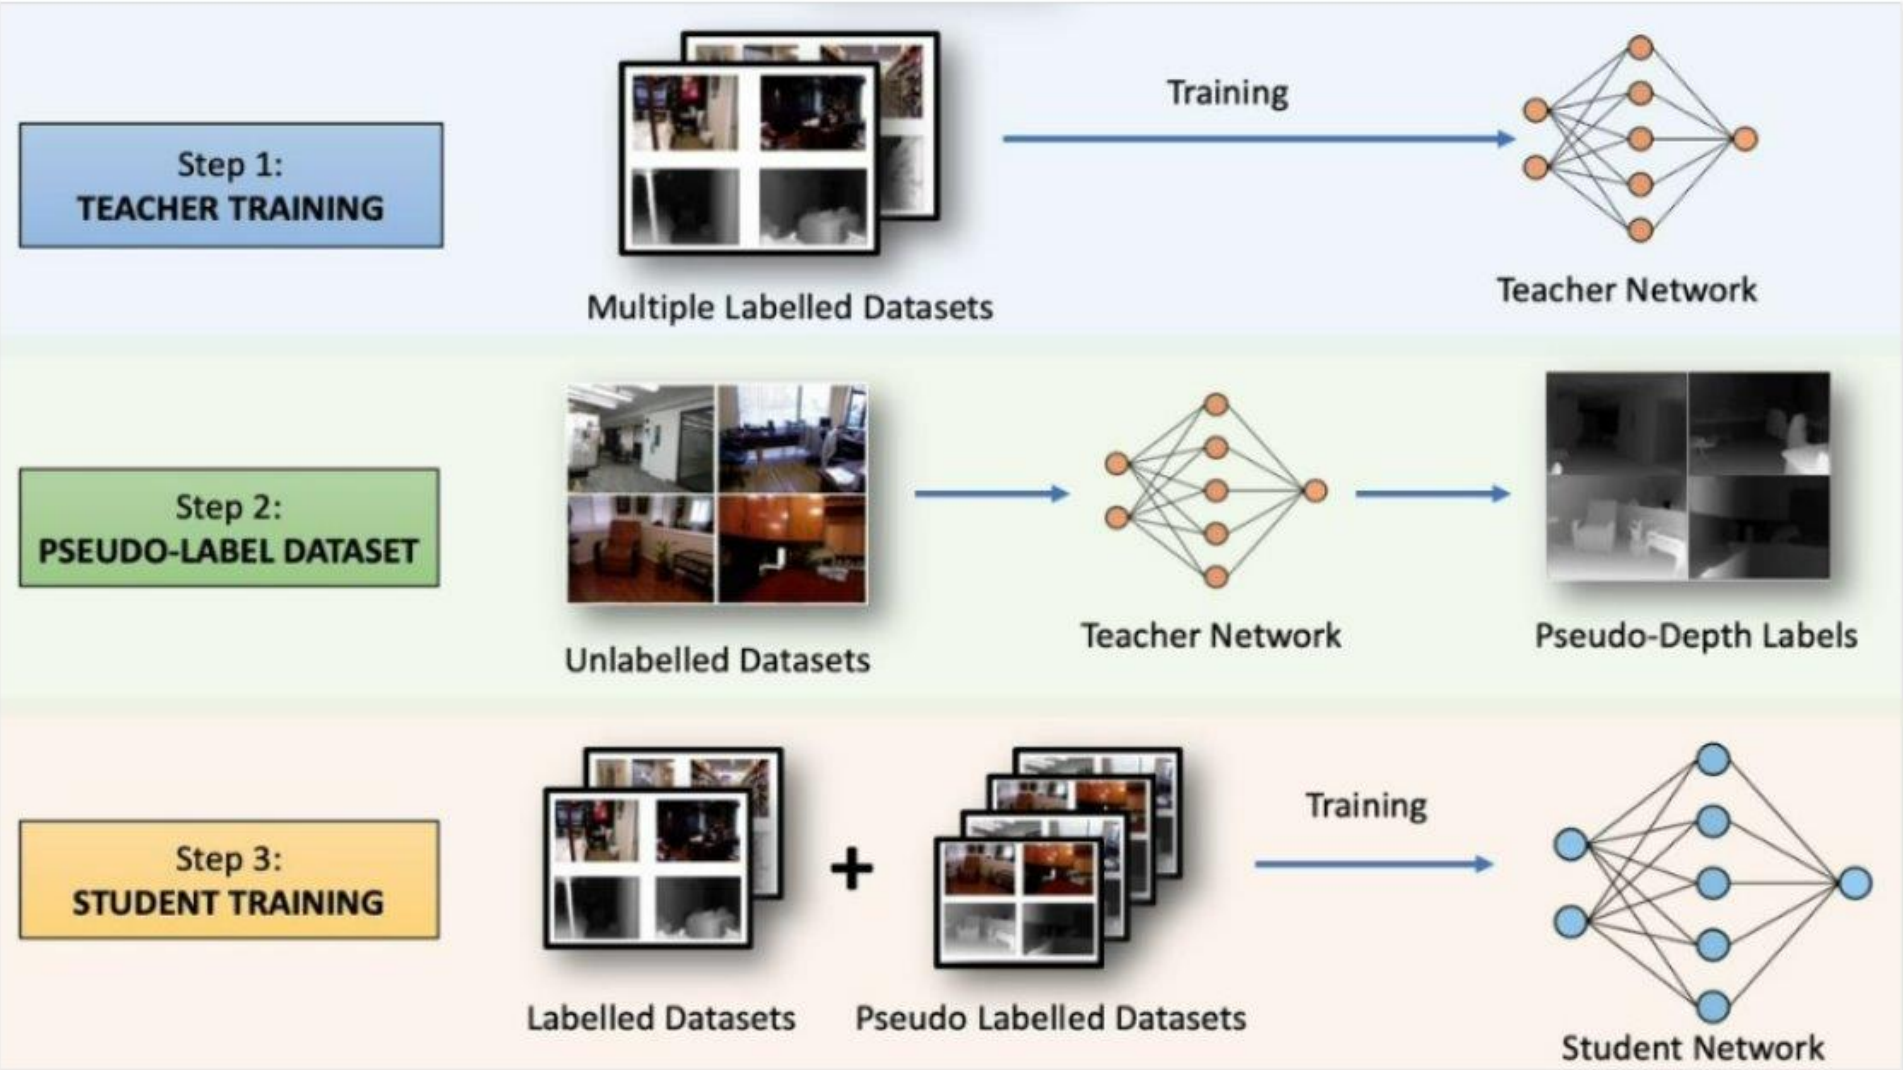 Step 1:
TEACHER TRAINING
Multiple Labelled Datasets
Training
Teacher Network
Step 2:
PSEUDO-LABEL DATASET
Unlabelled Datasets
Teacher Network
Pseudo-Depth Labels
Step 3:
STUDENT TRAINING
Labelled Datasets
+
Pseudo Labelled Datasets
Training
Student Network